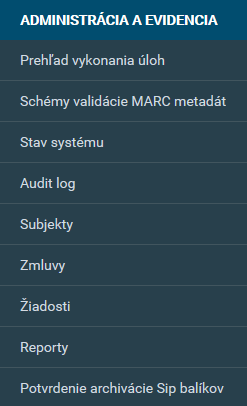 ADMINISTRÁCIA A EVIDENCIA
Prehľad vykonania úloh
Schémy validácie MARC metadát
Stav systému
Audit log
Subjekty
Zmluvy
Žiadosti
Reporty
Potvrdenie archivácie Sip balíkov